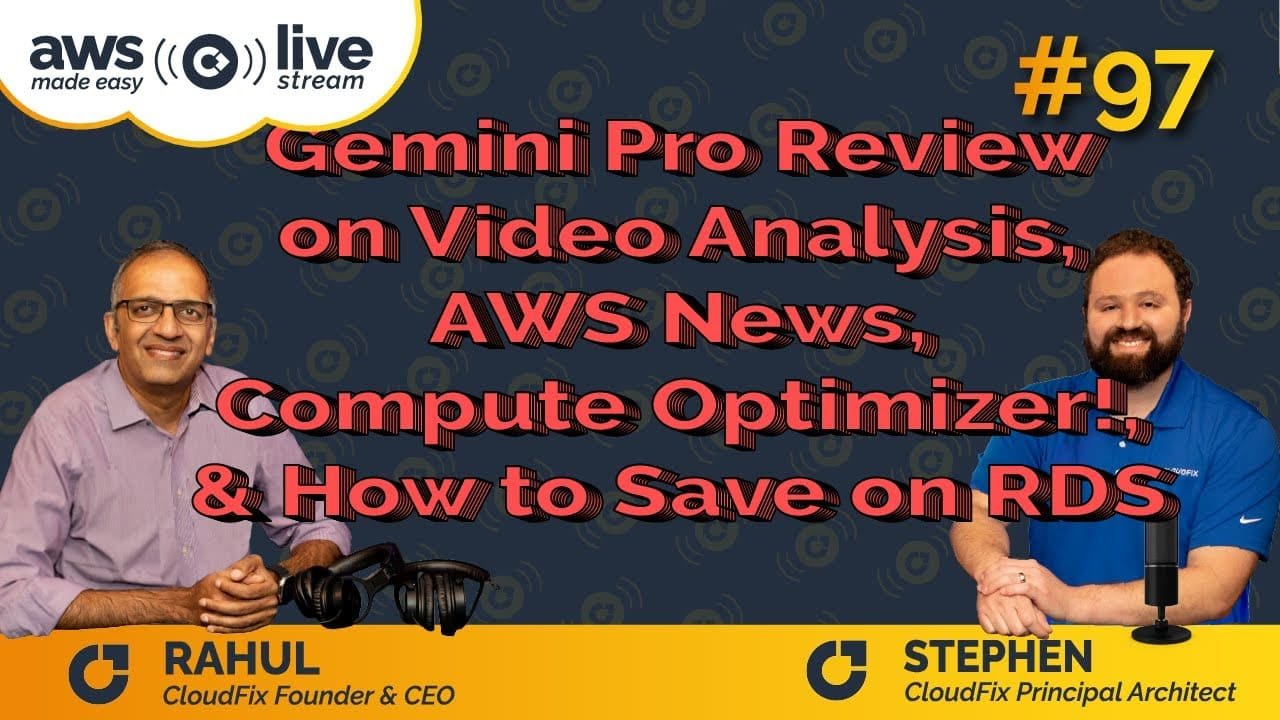 aws live
made easy stream
#97
Gemini Pro Review
on Video Analysis,
AWS News,
Compute Optimizer!,
& How to Save on RDS
CLOUDFIX
RAHUL
CloudFix Founder & CEO
STEPHEN
CloudFix Principal Architect